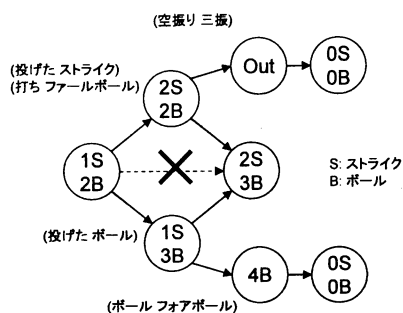 (空振り 三振)
(投げた ストライク)
(打ち ファールボール)
Out
0S
0B
2S
2B
1S
2B
2S
3B
S: ストライク
B: ボール
(投げた ボール)
1S
3B
4B
0S
0B
(ボール フォアボール)